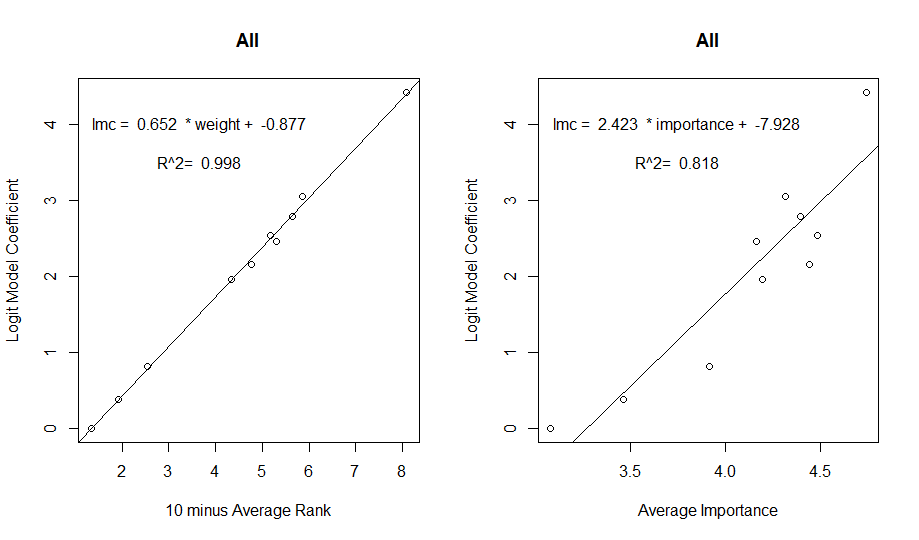 All
lmc = 0.652 * weight + -0.877
R^2= 0.998
Logit Model Coefficient
0
1
2
3
4
2 3 4 5 6 7 8
10 minus Average Rank
All
lmc = 2.423 * importance + -7.928
R^2= 0.818
Logit Model Coefficient
0
1
2
3
4
3.5 4.0 4.5
Average Importance